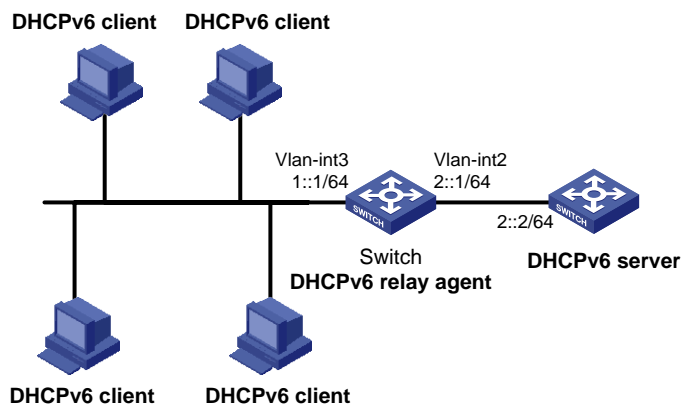 DHCPv6 client
DHCPv6 client
Vlan-int3
1::1/64
Vlan-int2
2::1/64
SWITCH
SWITCH
2::2/64
Switch
DHCPv6 relay agent
DHCPv6 server
DHCPv6 client
DHCPv6 client